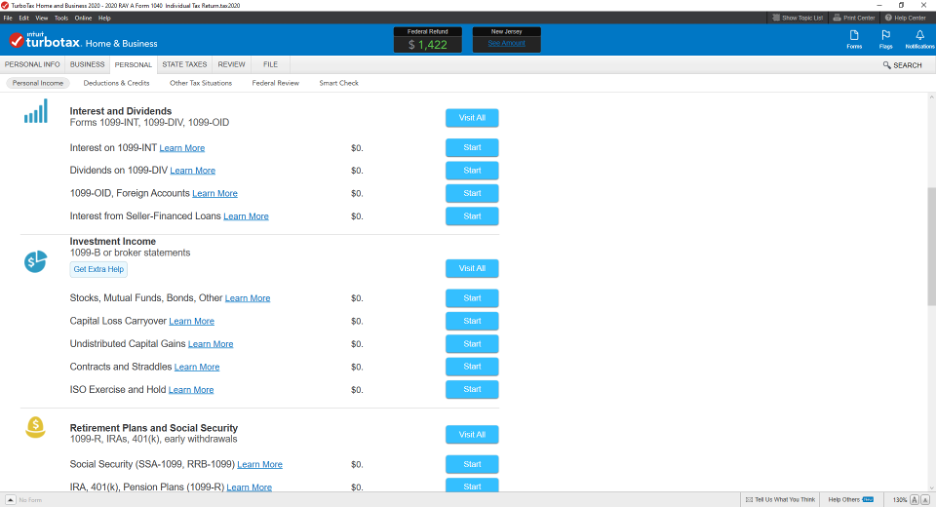 TurboTax Home and Business 2020 - 2020 RAY A Form 1040 Individual Tax Return.tax2020
File Edit View Tools Online Help
Show Topic List Print Center Help Center
intuit
turbotax Home & Business
Federal Refund
$ 1,422
New Jersey
See Amount
Forms Flags Notifications
PERSONAL INFO BUSINESS PERSONAL STATE TAXES REVIEW FILE SEARCH
Personal Income Deductions & Credits Other Tax Situations Federal Review Smart Check
Interest and Dividends
Forms 1099-INT, 1099-DIV, 1099-OID
Visit All
Interest on 1099-INT Learn More $0. Start
Dividends on 1099-DIV Learn More $0. Start
1099-OID, Foreign Accounts Learn More $0. Start
Interest from Seller-Financed Loans Learn More $0. Start
Investment Income
1099-B or broker statements
Get Extra Help Visit All
Stocks, Mutual Funds, Bonds, Other Learn More $0. Start
Capital Loss Carryover Learn More $0. Start
Undistributed Capital Gains Learn More $0. Start
Contracts and Straddles Learn More $0. Start
ISO Exercise and Hold Learn More $0. Start
Retirement Plans and Social Security
1099-R, IRAs, 401(k), early withdrawals
Visit All
Social Security (SSA-1099, RRB-1099) Learn More $0. Start
IRA, 401(k), Pension Plans (1099-R) Learn More $0. Start
No Form Tell Us What You Think Help Others New 130% A A